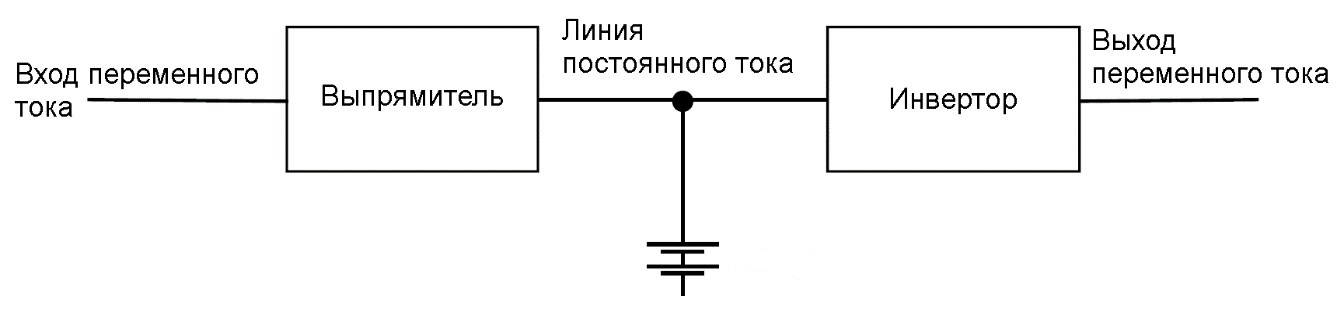 Вход переменного
тока
Выпрямитель
Линия
постоянного тока
Инвертор
Выход
переменного тока